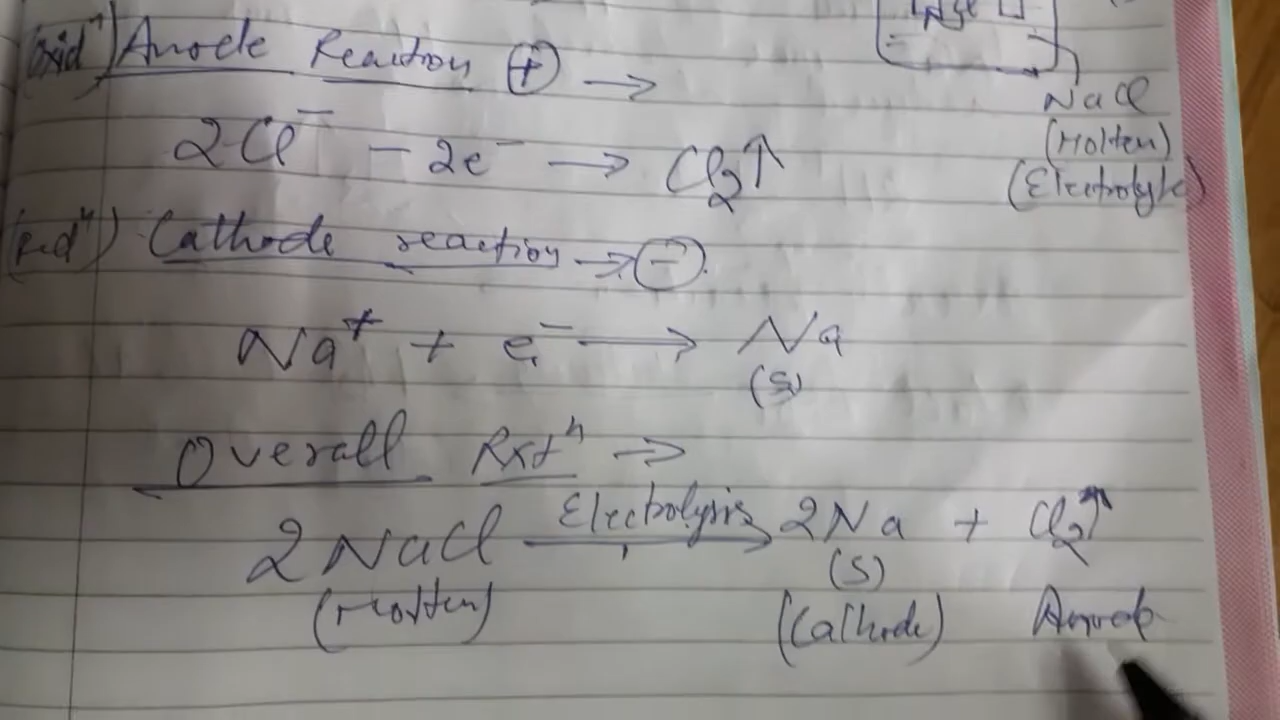 NaCl
(oxidⁿ) Anode Reaction ⊕ →
NaCl
(Molten)
(Electrolyte)
2Cl⁻ – 2e⁻ → Cl₂↑
(redⁿ) Cathode reaction → ⊖
Na⁺ + e⁻ → Na
(s)
Overall Rxtⁿ →
2NaCl Electrolysis → 2Na + Cl₂↑
(molten) (s)
(Cathode) Anode